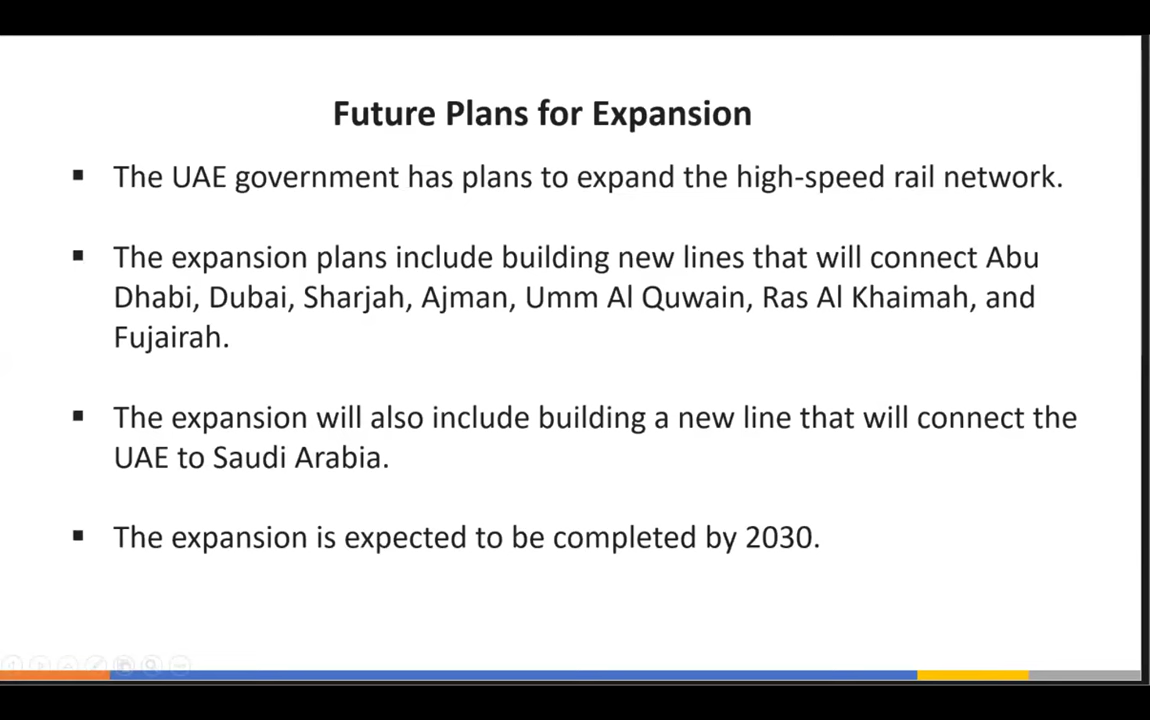 Future Plans for Expansion
▪ The UAE government has plans to expand the high-speed rail network.
▪ The expansion plans include building new lines that will connect Abu
Dhabi, Dubai, Sharjah, Ajman, Umm Al Quwain, Ras Al Khaimah, and
Fujairah.
▪ The expansion will also include building a new line that will connect the
UAE to Saudi Arabia.
▪ The expansion is expected to be completed by 2030.